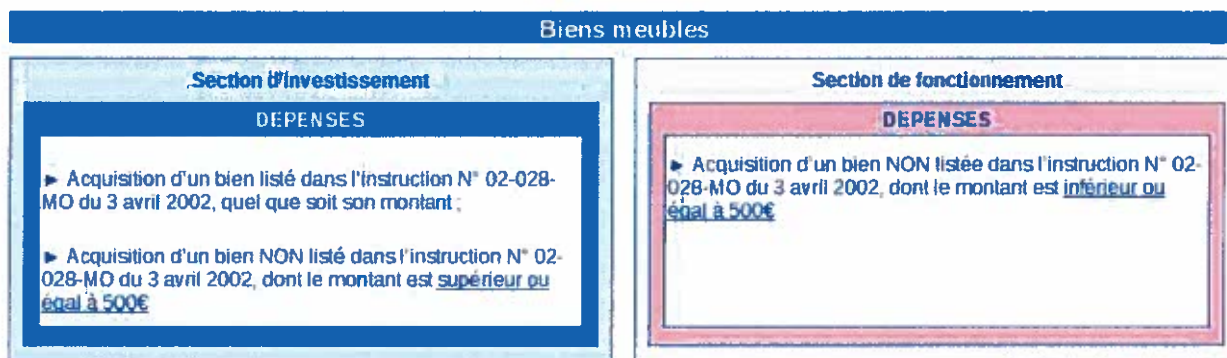 Biens meubles
Section d'Investissement
DEPENSES
► Acquisition d'un bien listé dans l'instruction N° 02-028-
MO du 3 avril 2002, quel que soit son montant ;
► Acquisition d'un bien NON listé dans l'instruction N° 02-
028-MO du 3 avril 2002, dont le montant est supérieur ou
égal à 500€
Section de fonctionnement
DEPENSES
► Acquisition d'un bien NON listée dans l'instruction N° 02-
028-MO du 3 avril 2002, dont le montant est inférieur ou
égal à 500€